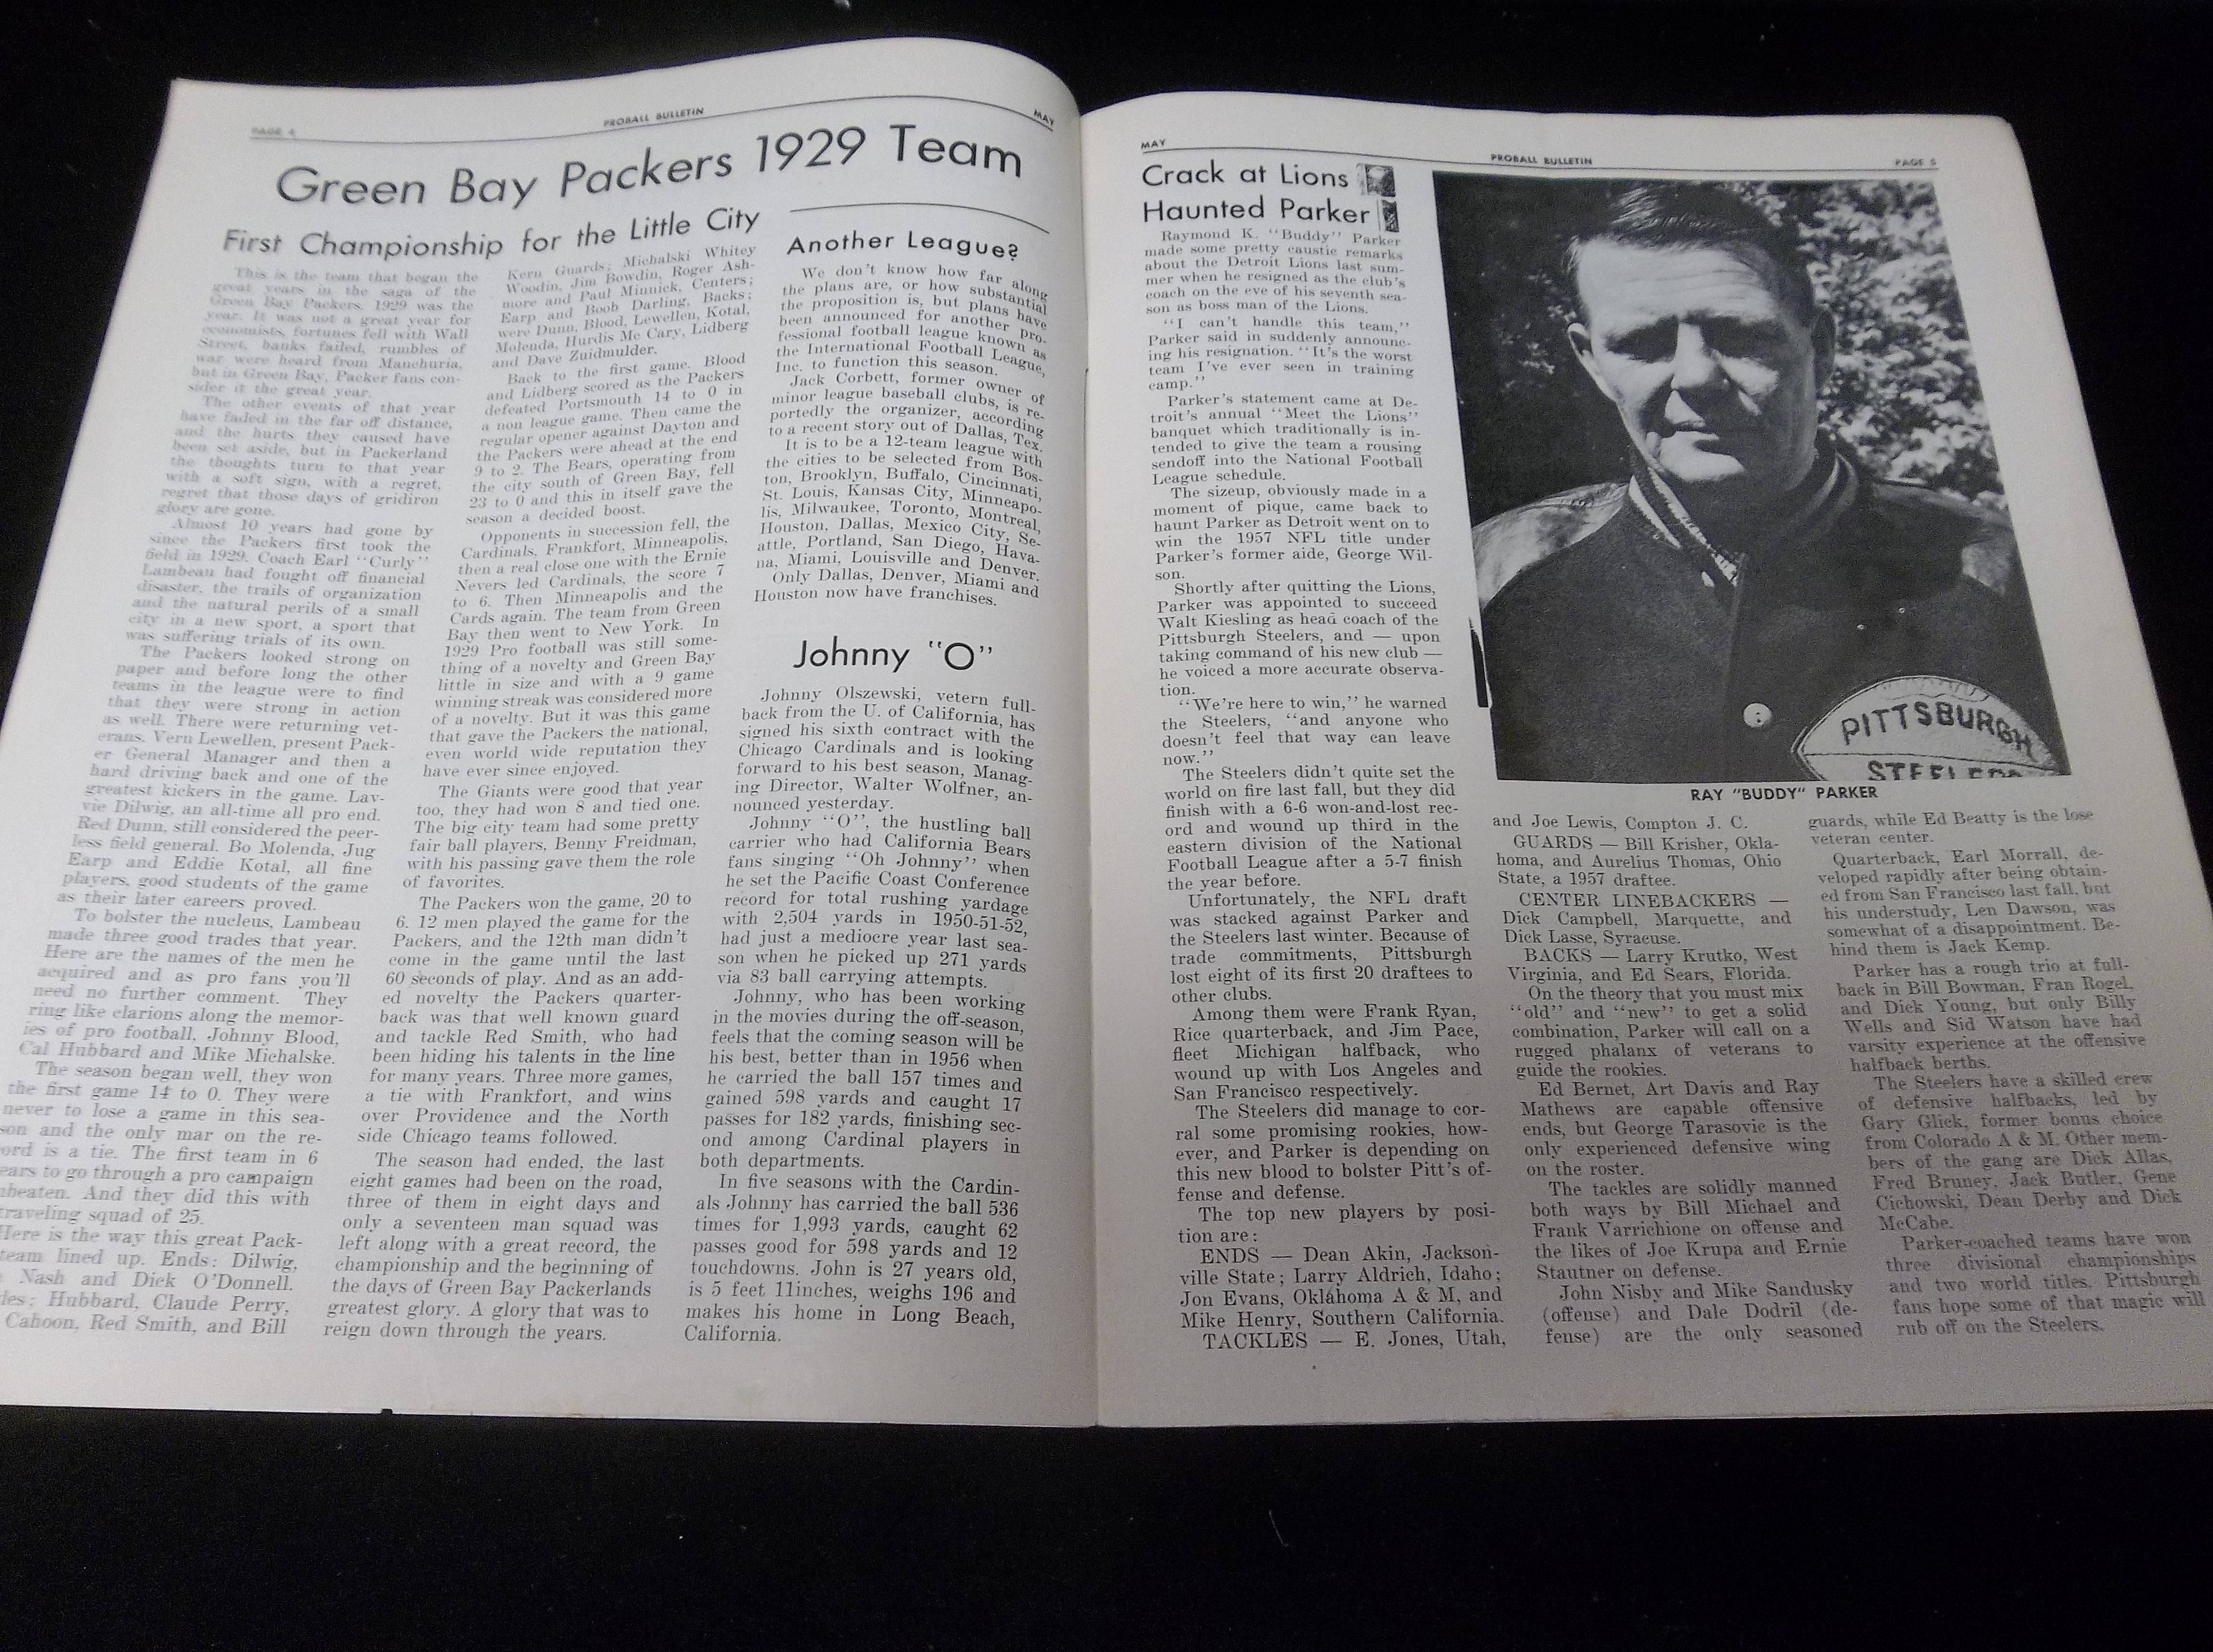 PAGE 4
PROBALL BULLETIN
MAY
Green Bay Packers 1929 Team
First Championship for the Little City
This is the team that began the
great years in the saga of the
Green Bay Packers. 1929 was the
year. It was not a great year for
economists, fortunes fell with Wall
Street, banks failed, rumbles of
war were heard from Manchuria,
but in Green Bay, Packer fans con-
sider it the great year.
The other events of that year
have faded in the far off distance,
and the hurts they caused have
been set aside, but in Packerland
the thoughts turn to that year
with a soft sign, with a regret,
regret that those days of gridiron
glory are gone.
Almost 10 years had gone by
since the Packers first took the
field in 1929. Coach Earl "Curly"
Lambeau had fought off financial
disaster, the trails of organization
and the natural perils of a small
city in a new sport, a sport that
was suffering trials of its own.
The Packers looked strong on
paper and before long the other
teams in the league were to find
that they were strong in action
as well. There were returning vet-
erans. Vern Lewellen, present Pack-
er General Manager and then a
hard driving back and one of the
greatest kickers in the game. Lav-
vie Dilwig, an all-time all pro end.
Red Dunn, still considered the peer-
less field general. Bo Molenda, Jug
Earp and Eddie Kotal, all fine
players, good students of the game
as their later careers proved.
To bolster the nucleus, Lambeau
made three good trades that year.
Here are the names of the men he
acquired and as pro fans you'll
need no further comment. They
ring like clarions along the memor-
ies of pro football, Johnny Blood,
Cal Hubbard and Mike Michalske.
The season began well, they won
the first game 14 to 0. They were
never to lose a game in this sea-
son and the only mar on the re-
ord is a tie. The first team in 6
ears to go through a pro campaign
nbeaten. And they did this with
traveling squad of 25.
Here is the way this great Pack-
team lined up. Ends: Dilwig,
Nash and Dick O'Donnell.
les: Hubbard, Claude Perry,
Cahoon, Red Smith, and Bill
Kern Guards; Michalski Whitey
Woodin, Jim Bowdin, Roger Ash-
more and Paul Minnick, Centers;
Earp and Boob Darling, Backs;
were Dunn, Blood, Lewellen, Kotal,
Molenda, Hurdis Mc Cary, Lidberg
and Dave Zuidmulder.
Back to the first game. Blood
and Lidberg scored as the Packers
defeated Portsmouth 14 to 0 in
a non league game. Then came the
regular opener against Dayton and
the Packers were ahead at the end
9 to 2. The Bears, operating from
the city south of Green Bay, fell
23 to 0 and this in itself gave the
season a decided boost.
Opponents in succession fell, the
Cardinals, Frankfort, Minneapolis,
then a real close one with the Ernie
Nevers led Cardinals, the score 7
to 6. Then Minneapolis and the
Cards again. The team from Green
Bay then went to New York. In
1929 Pro football was still some-
thing of a novelty and Green Bay
little in size and with a 9 game
winning streak was considered more
of a novelty. But it was this game
that gave the Packers the national,
even world wide reputation they
have ever since enjoyed.
The Giants were good that year
too, they had won 8 and tied one.
The big city team had some pretty
fair ball players, Benny Freidman,
with his passing gave them the role
of favorites.
The Packers won the game, 20 to
6. 12 men played the game for the
Packers, and the 12th man didn't
come in the game until the last
60 seconds of play. And as an add-
ed novelty the Packers quarter-
back was that well known guard
and tackle Red Smith, who had
been hiding his talents in the line
for many years. Three more games,
a tie with Frankfort, and wins
over Providence and the North
side Chicago teams followed.
The season had ended, the last
eight games had been on the road,
three of them in eight days and
only a seventeen man squad was
left along with a great record, the
championship and the beginning of
the days of Green Bay Packerlands
greatest glory. A glory that was to
reign down through the years.
Another League?
We don't know how far along
the plans are, or how substantial
the proposition is, but plans have
been announced for another pro-
fessional football league known as
the International Football League,
Inc. to function this season.
Jack Corbett, former owner of
minor league baseball clubs, is re-
portedly the organizer, according
to a recent story out of Dallas, Tex.
It is to be a 12-team league with
the cities to be selected from Bos-
ton, Brooklyn, Buffalo, Cincinnati,
St. Louis, Kansas City, Minneapo-
lis, Milwaukee, Toronto, Montreal,
Houston, Dallas, Mexico City, Se-
attle, Portland, San Diego, Hava-
na, Miami, Louisville and Denver.
Only Dallas, Denver, Miami and
Houston now have franchises.
Johnny "O"
Johnny Olszewski, vetern full-
back from the U. of California, has
signed his sixth contract with the
Chicago Cardinals and is looking
forward to his best season, Manag-
ing Director, Walter Wolfner, an-
nounced yesterday.
Johnny "O", the hustling ball
carrier who had California Bears
fans singing "Oh Johnny" when
he set the Pacific Coast Conference
record for total rushing yardage
with 2,504 yards in 1950-51-52,
had just a mediocre year last sea-
son when he picked up 271 yards
via 83 ball carrying attempts.
Johnny, who has been working
in the movies during the off-season,
feels that the coming season will be
his best, better than in 1956 when
he carried the ball 157 times and
gained 598 yards and caught 17
passes for 182 yards, finishing sec-
ond among Cardinal players in
both departments.
In five seasons with the Cardin-
als Johnny has carried the ball 536
times for 1,993 yards, caught 62
passes good for 598 yards and 12
touchdowns. John is 27 years old,
is 5 feet 11inches, weighs 196 and
makes his home in Long Beach,
California.
MAY
PROBALL BULLETIN
PAGE 5
Crack at Lions
Haunted Parker
Raymond K. "Buddy" Parker
made some pretty caustic remarks
about the Detroit Lions last sum-
mer when he resigned as the club's
coach on the eve of his seventh sea-
son as boss man of the Lions.
"I can't handle this team,"
Parker said in suddenly announc-
ing his resignation. "It's the worst
team I've ever seen in training
camp."
Parker's statement came at De-
troit's annual "Meet the Lions"
banquet which traditionally is in-
tended to give the team a rousing
sendoff into the National Football
League schedule.
The sizeup, obviously made in a
moment of pique, came back to
haunt Parker as Detroit went on to
win the 1957 NFL title under
Parker's former aide, George Wil-
son.
Shortly after quitting the Lions,
Parker was appointed to succeed
Walt Kiesling as head coach of the
Pittsburgh Steelers, and — upon
taking command of his new club —
he voiced a more accurate observa-
tion.
"We're here to win," he warned
the Steelers, "and anyone who
doesn't feel that way can leave
now."
The Steelers didn't quite set the
world on fire last fall, but they did
finish with a 6-6 won-and-lost rec-
ord and wound up third in the
eastern division of the National
Football League after a 5-7 finish
the year before.
Unfortunately, the NFL draft
was stacked against Parker and
the Steelers last winter. Because of
trade commitments, Pittsburgh
lost eight of its first 20 draftees to
other clubs.
Among them were Frank Ryan,
Rice quarterback, and Jim Pace,
fleet Michigan halfback, who
wound up with Los Angeles and
San Francisco respectively.
The Steelers did manage to cor-
ral some promising rookies, how-
ever, and Parker is depending on
this new blood to bolster Pitt's of-
fense and defense.
The top new players by posi-
tion are:
ENDS — Dean Akin, Jackson-
ville State; Larry Aldrich, Idaho;
Jon Evans, Oklahoma A & M, and
Mike Henry, Southern California.
TACKLES — E. Jones, Utah,
PITTSBURGH
STEELERS
RAY "BUDDY" PARKER
and Joe Lewis, Compton J. C.
GUARDS — Bill Krisher, Okla-
homa, and Aurelius Thomas, Ohio
State, a 1957 draftee.
CENTER LINEBACKERS —
Dick Campbell, Marquette, and
Dick Lasse, Syracuse.
BACKS — Larry Krutko, West
Virginia, and Ed Sears, Florida.
On the theory that you must mix
"old" and "new" to get a solid
combination, Parker will call on a
rugged phalanx of veterans to
guide the rookies.
Ed Bernet, Art Davis and Ray
Mathews are capable offensive
ends, but George Tarasovic is the
only experienced defensive wing
on the roster.
The tackles are solidly manned
both ways by Bill Michael and
Frank Varrichione on offense and
the likes of Joe Krupa and Ernie
Stautner on defense.
John Nisby and Mike Sandusky
(offense) and Dale Dodril (de-
fense) are the only seasoned
guards, while Ed Beatty is the lose
veteran center.
Quarterback, Earl Morrall, de-
veloped rapidly after being obtain-
ed from San Francisco last fall, but
his understudy, Len Dawson, was
somewhat of a disappointment. Be-
hind them is Jack Kemp.
Parker has a rough trio at full-
back in Bill Bowman, Fran Rogel,
and Dick Young, but only Billy
Wells and Sid Watson have had
varsity experience at the offensive
halfback berths.
The Steelers have a skilled crew
of defensive halfbacks, led by
Gary Glick, former bonus choice
from Colorado A & M. Other mem-
bers of the gang are Dick Allas,
Fred Bruney, Jack Butler, Gene
Cichowski, Dean Derby and Dick
McCabe.
Parker-coached teams have won
three divisional championships
and two world titles. Pittsburgh
fans hope some of that magic will
rub off on the Steelers.